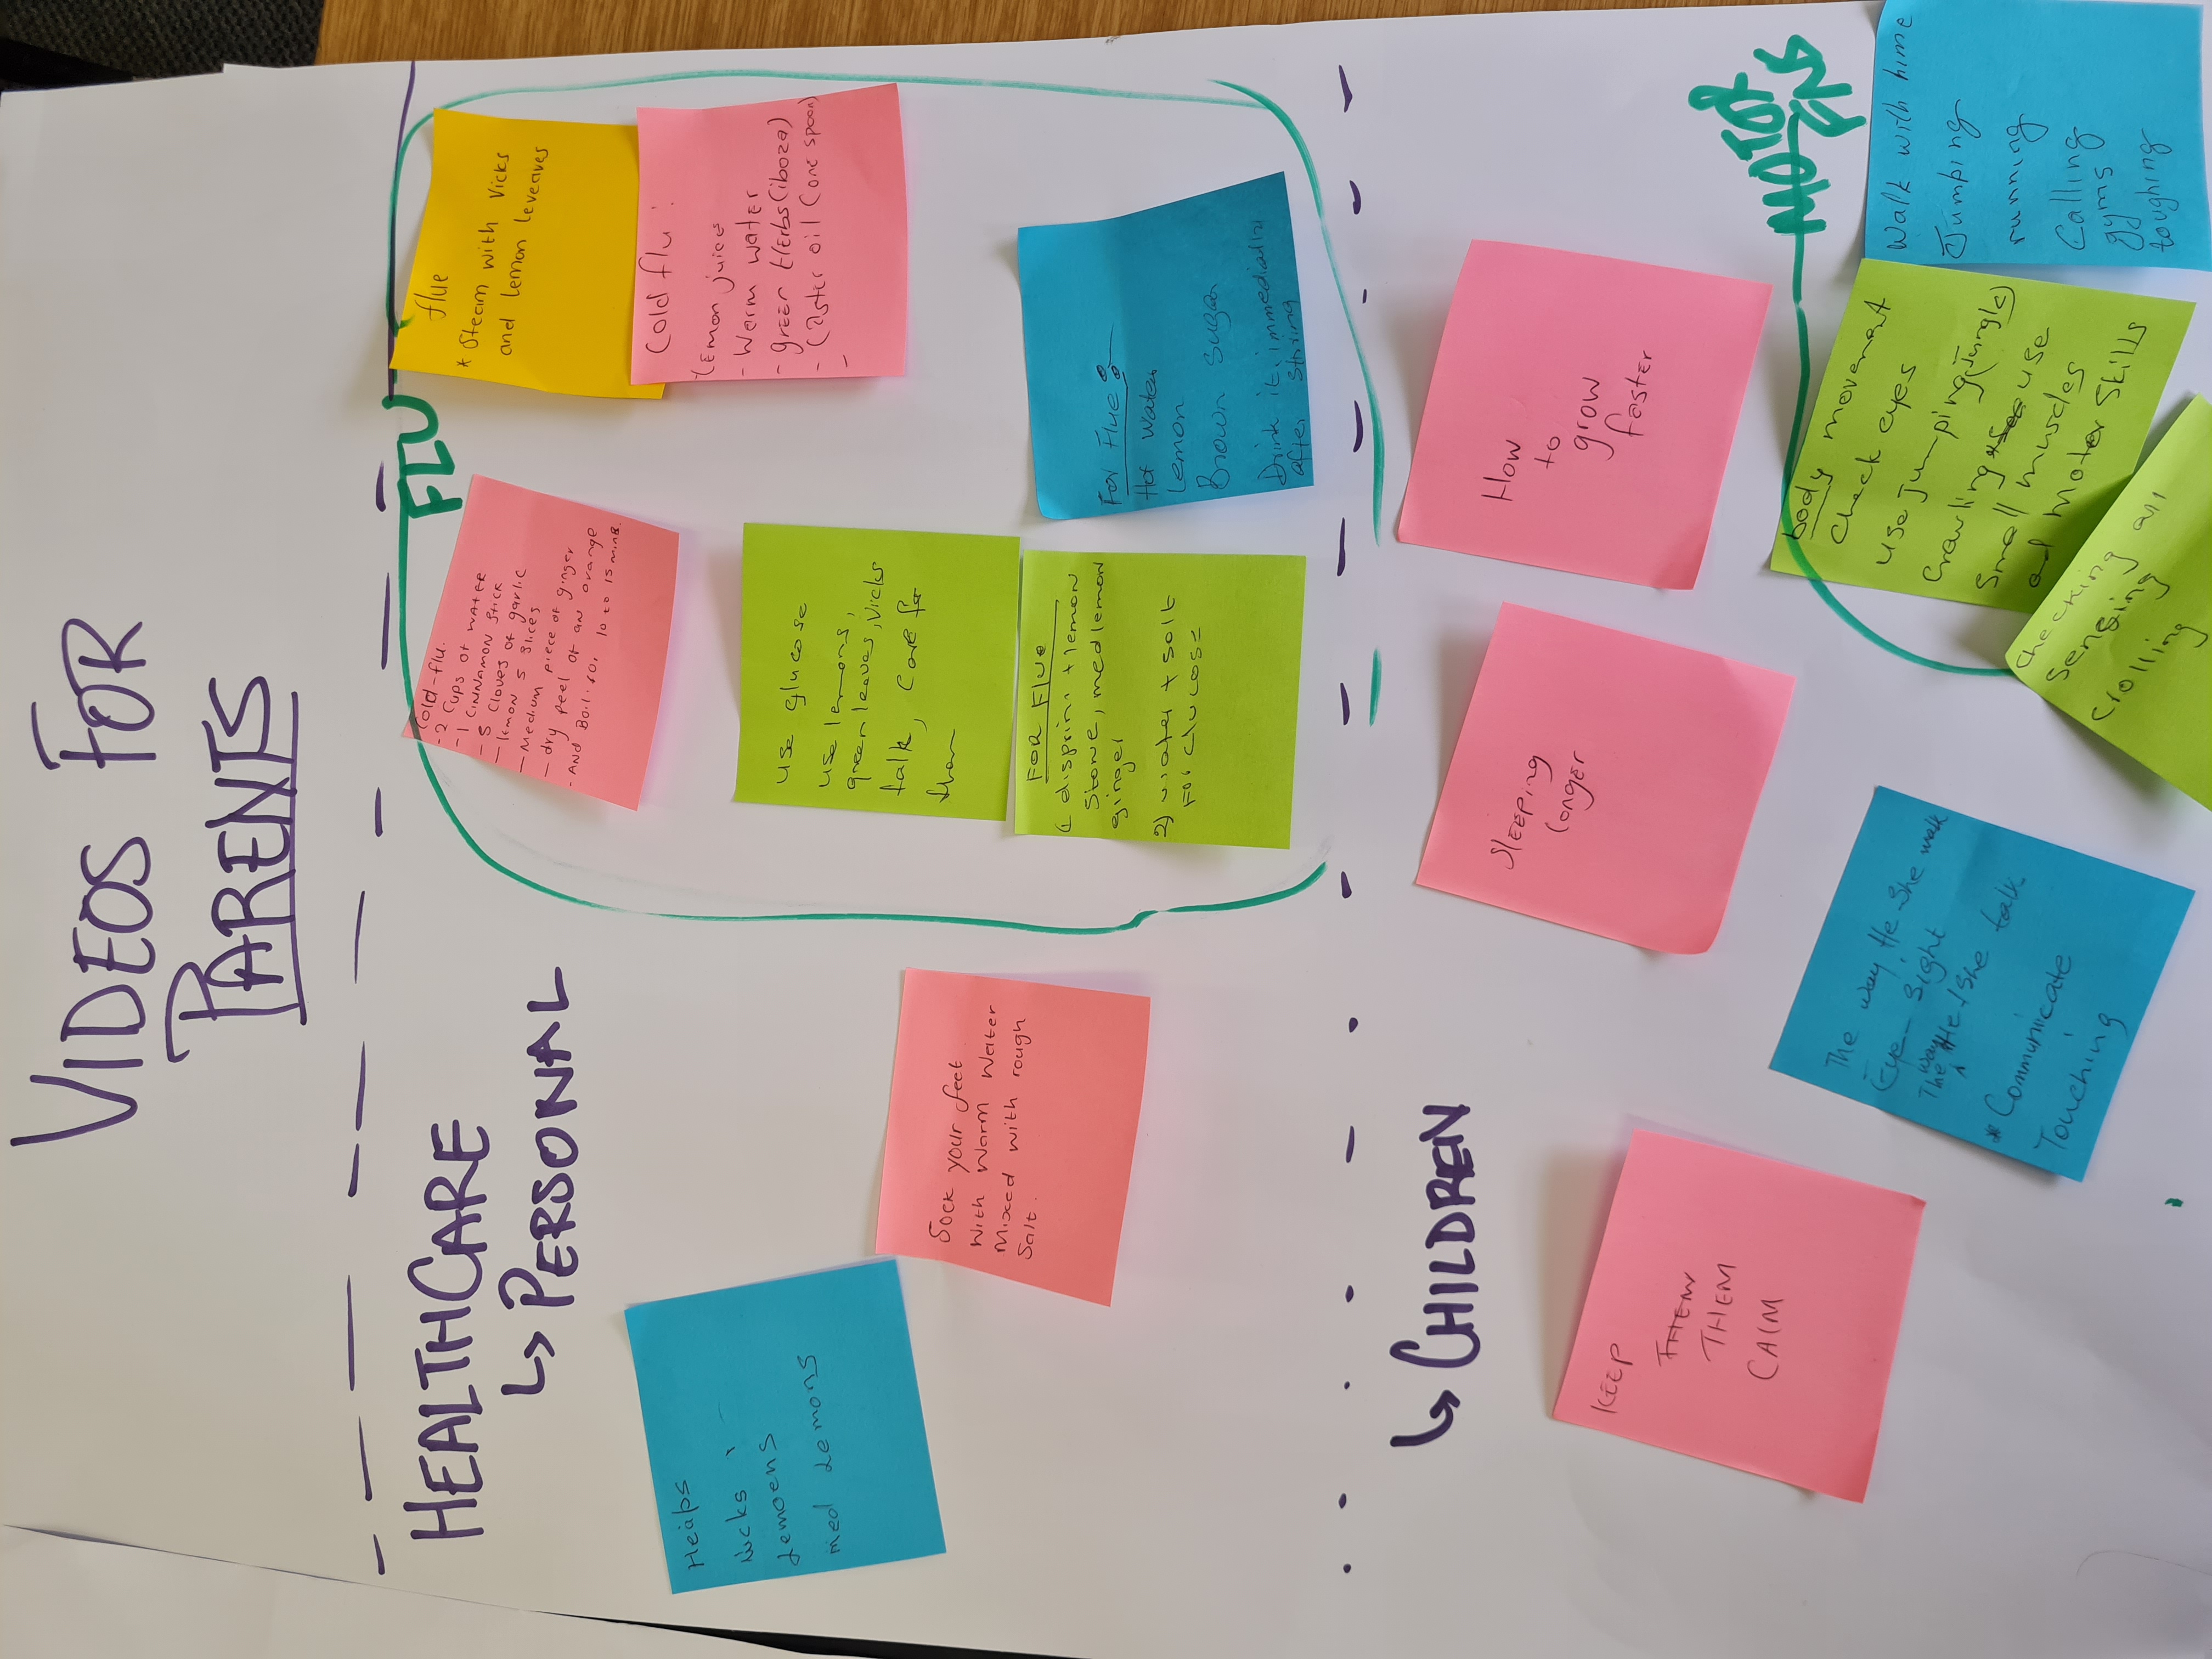 VIDEOS FOR
PARENTS
HEALTHCARE
↳ PERSONAL
FLU
Cold-flu.
- 2 Cups of WATER
- 1 CINNAMON Stick
- 5 Cloves of garlic
- lemon 5 slices
- Medium piece of ginger
- dry peel of an orange
- AND Boil for 10 to 15 mins.
flue
* Steam with Vicks
and lemon leveaves
Cold flu :
Lemon juice
- Warm water
- green Herbs (iboza)
- Caster oil (one spoon)
-
Heaps
Vicks
Lemoens
med Lemons
Sock your feet
With Warm Water
Mixed with rough
Salt.
use glucose
use lemons,
green leaves, Vicks
talk, Care for
them
FOR Flue
disprin + lemon
Stone, medlemon
ginger
2) water + salt
For Glucose
For Flue :-
Hot Water
Lemon
Brown Sugar
Drink it immediatly
after stiring
↳ CHILDREN
KEEP
THEM
CALM
Sleeping
longer
How
to
grow
faster
MOTOR
FNS
The way He-She walk
Eye-Sight
The way He/She talk
* Communicate
Touching
body movement
Check eyes
use jumping (Jungle)
Crawling use
Small muscles
and Motor Skills
Checking all
Sensing
Crolling
Walk with hime
Jumbing
running
Calling
gyms
toughing